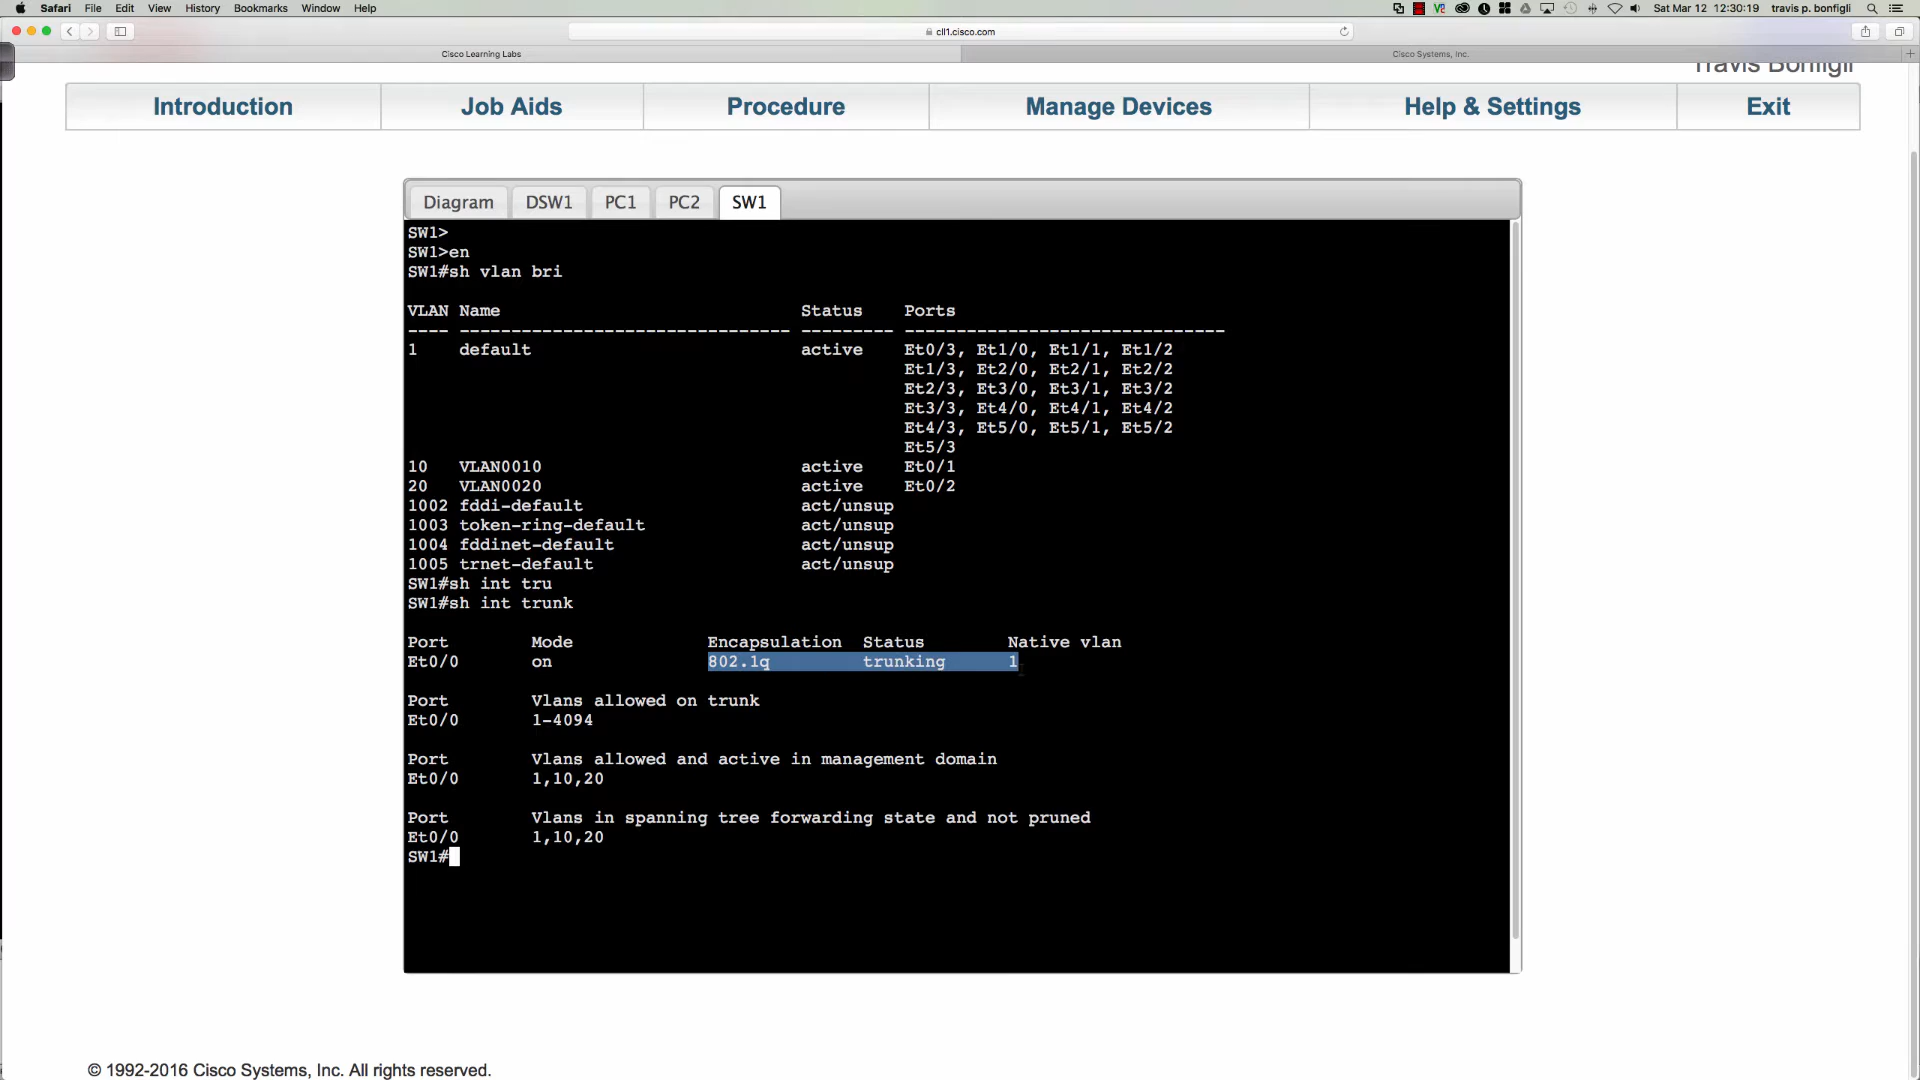 Safari File Edit View History Bookmarks Window Help Sat Mar 12 12:30:19 travis p. bonfigli
cll1.cisco.com
Cisco Learning Labs Cisco Systems, Inc.
Travis Bonfigli
Introduction Job Aids Procedure Manage Devices Help & Settings Exit
Diagram DSW1 PC1 PC2 SW1
SW1>
SW1>en
SW1#sh vlan bri
VLAN Name Status Ports
---- -------------------------------- --------- -------------------------------
1 default active Et0/3, Et1/0, Et1/1, Et1/2
Et1/3, Et2/0, Et2/1, Et2/2
Et2/3, Et3/0, Et3/1, Et3/2
Et3/3, Et4/0, Et4/1, Et4/2
Et4/3, Et5/0, Et5/1, Et5/2
Et5/3
10 VLAN0010 active Et0/1
20 VLAN0020 active Et0/2
1002 fddi-default act/unsup
1003 token-ring-default act/unsup
1004 fddinet-default act/unsup
1005 trnet-default act/unsup
SW1#sh int tru
SW1#sh int trunk
Port Mode Encapsulation Status Native vlan
Et0/0 on 802.1q trunking 1
Port Vlans allowed on trunk
Et0/0 1-4094
Port Vlans allowed and active in management domain
Et0/0 1,10,20
Port Vlans in spanning tree forwarding state and not pruned
Et0/0 1,10,20
SW1#
© 1992-2016 Cisco Systems, Inc. All rights reserved.